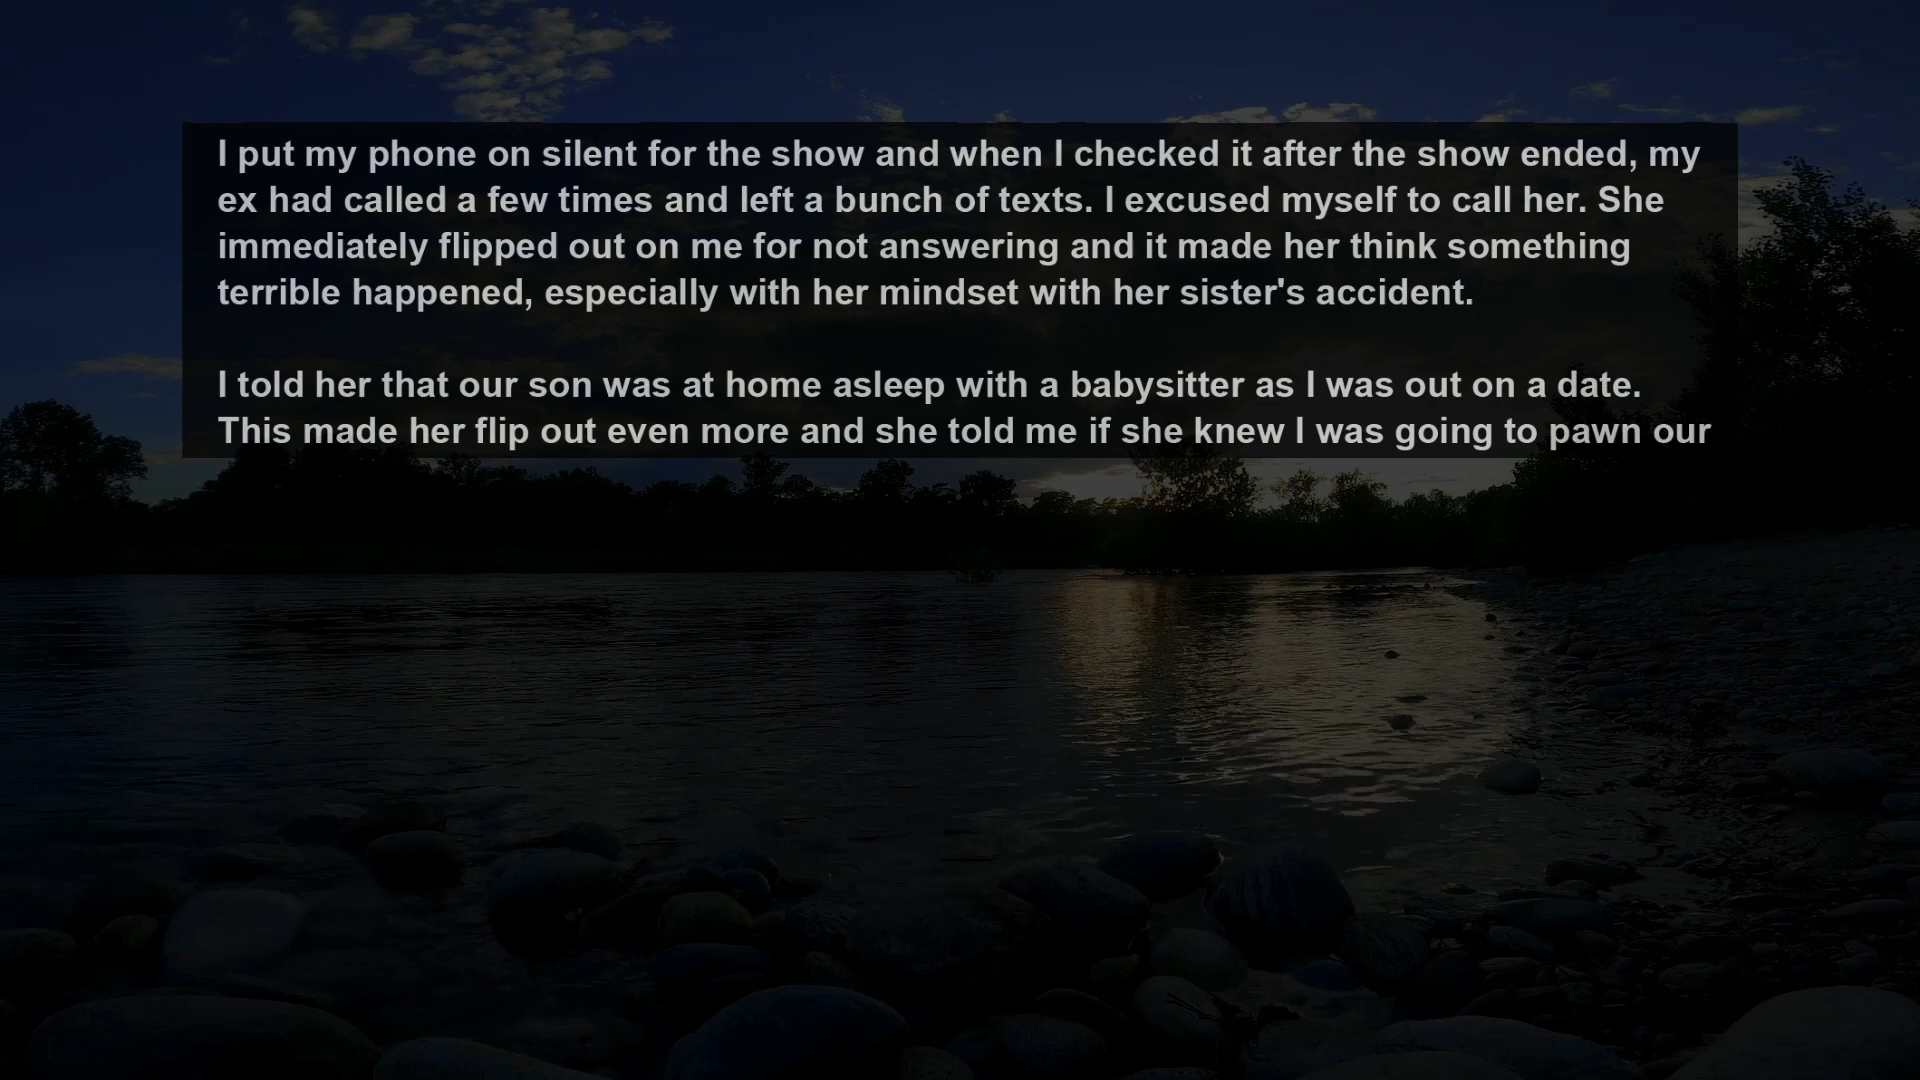 I put my phone on silent for the show and when I checked it after the show ended, my
ex had called a few times and left a bunch of texts. I excused myself to call her. She
immediately flipped out on me for not answering and it made her think something
terrible happened, especially with her mindset with her sister's accident.
I told her that our son was at home asleep with a babysitter as I was out on a date.
This made her flip out even more and she told me if she knew I was going to pawn our